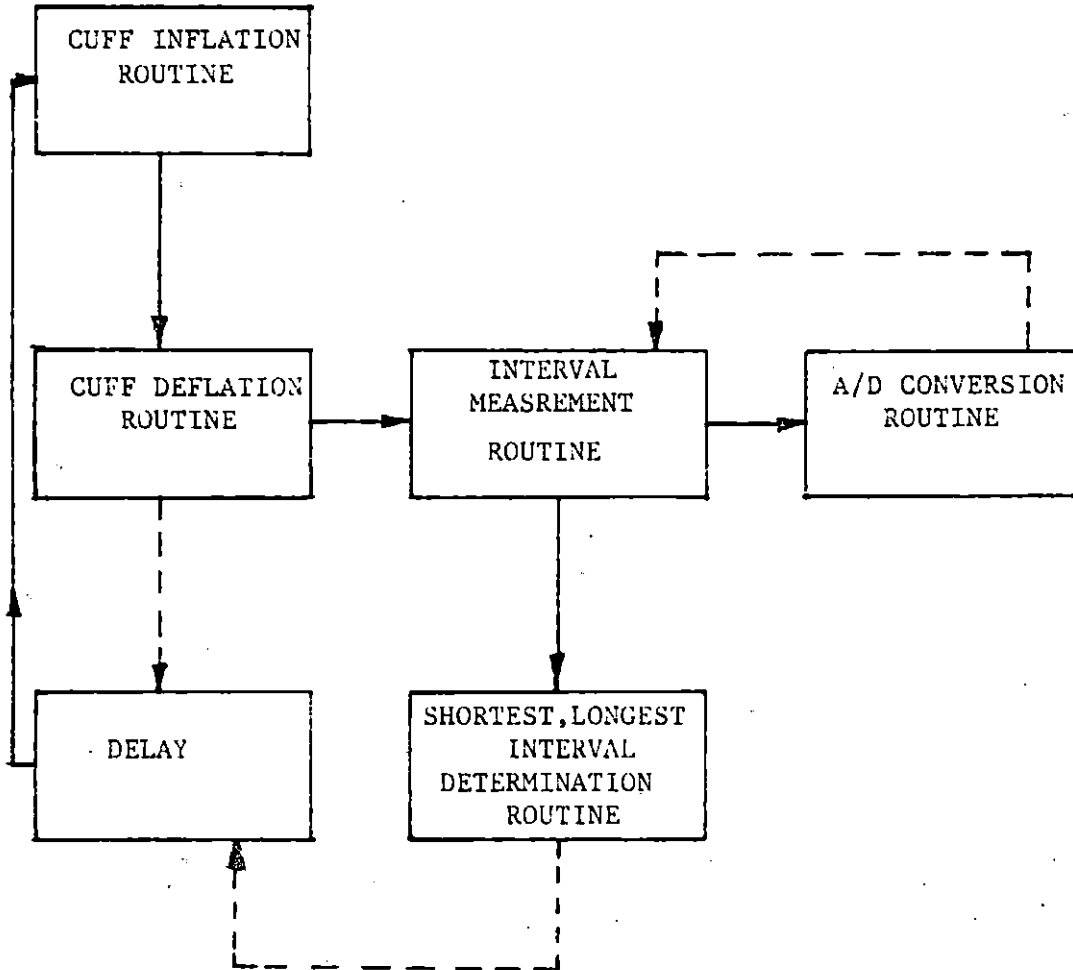 CUFF INFLATION
ROUTINE
CUFF DEFLATION
ROUTINE
INTERVAL
MEASREMENT
ROUTINE
A/D CONVERSION
ROUTINE
DELAY
SHORTEST,LONGEST
INTERVAL
DETERMINATION
ROUTINE